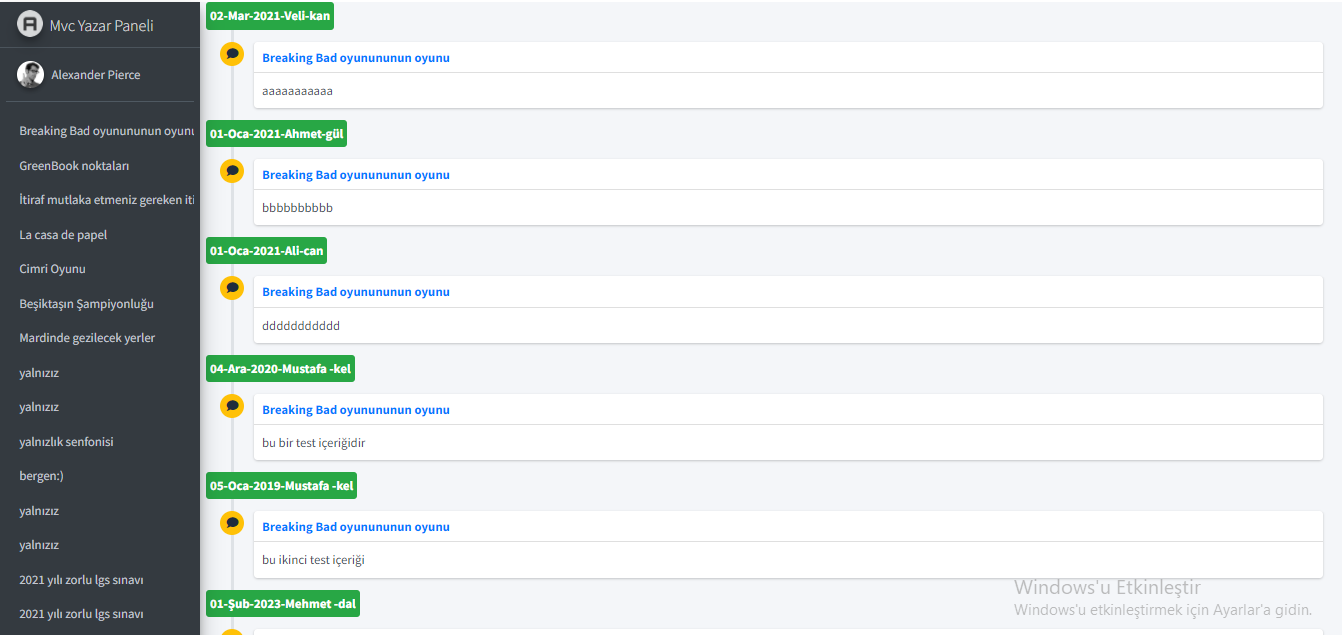 Mvc Yazar Paneli
Alexander Pierce
Breaking Bad oyunununun oyunu
GreenBook noktaları
İtiraf mutlaka etmeniz gereken iti
La casa de papel
Cimri Oyunu
Beşiktaşın Şampiyonluğu
Mardinde gezilecek yerler
yalnızız
yalnızız
yalnızlık senfonisi
bergen:)
yalnızız
yalnızız
2021 yılı zorlu lgs sınavı
2021 yılı zorlu lgs sınavı
02-Mar-2021-Veli-kan
Breaking Bad oyunununun oyunu
aaaaaaaaaaa
01-Oca-2021-Ahmet-gül
Breaking Bad oyunununun oyunu
bbbbbbbbbb
01-Oca-2021-Ali-can
Breaking Bad oyunununun oyunu
ddddddddddd
04-Ara-2020-Mustafa -kel
Breaking Bad oyunununun oyunu
bu bir test içeriğidir
05-Oca-2019-Mustafa -kel
Breaking Bad oyunununun oyunu
bu ikinci test içeriği
01-Şub-2023-Mehmet -dal
Windows'u Etkinleştir
Windows'u etkinleştirmek için Ayarlar'a gidin.